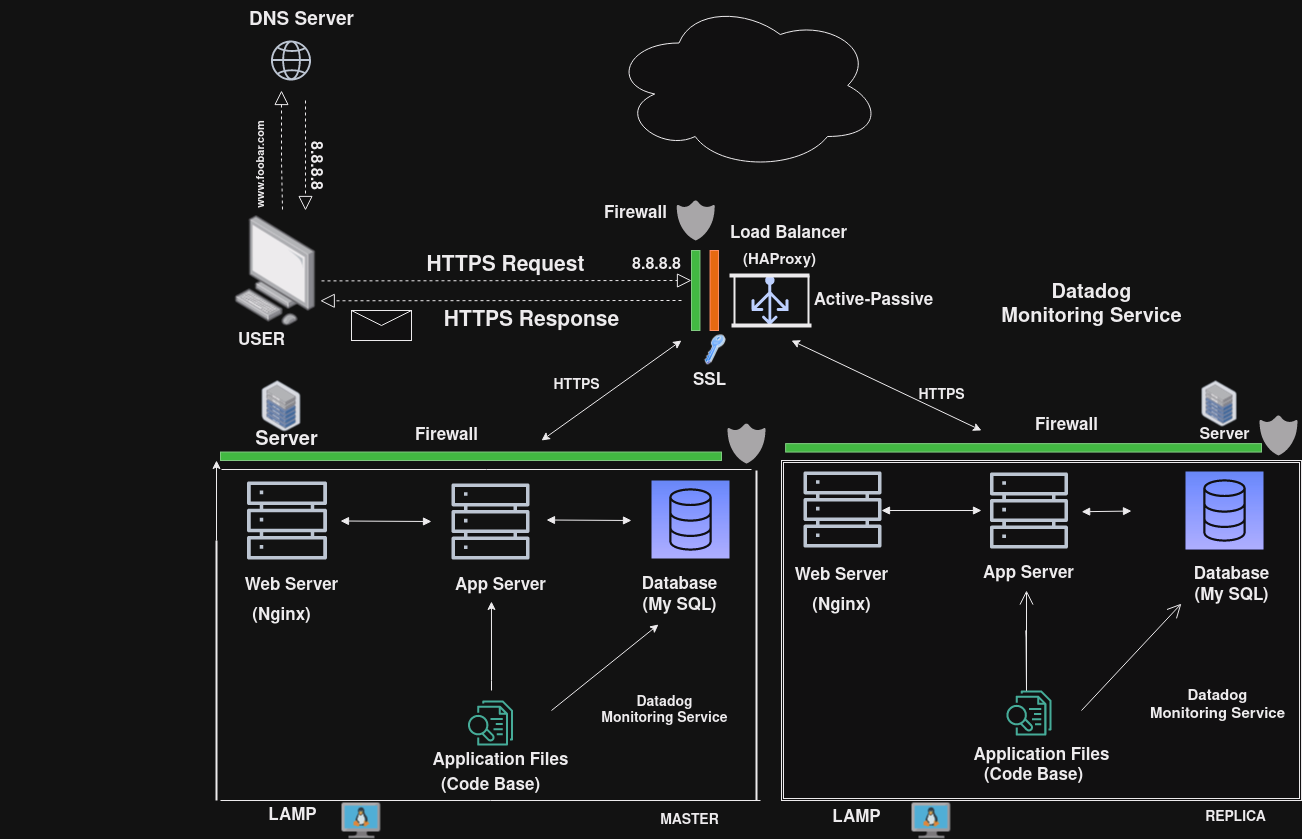 DNS Server
www.foobar.com
8.8.8.8
USER
HTTPS Request
8.8.8.8
HTTPS Response
Firewall
Load Balancer
(HAProxy)
Active-Passive
SSL
Datadog
Monitoring Service
HTTPS
HTTPS
Server
Firewall
Web Server
(Nginx)
App Server
Database
(My SQL)
Datadog
Monitoring Service
Application Files
(Code Base)
LAMP
MASTER
Firewall
Server
Web Server
(Nginx)
App Server
Database
(My SQL)
Datadog
Monitoring Service
Application Files
(Code Base)
LAMP
REPLICA